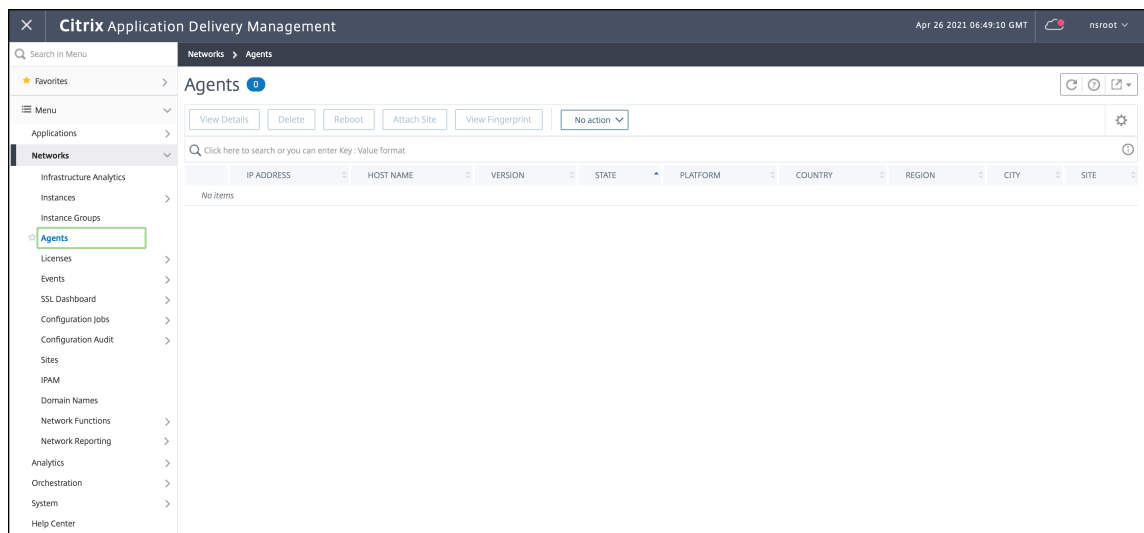 Citrix Application Delivery Management
Apr 26 2021 06:49:10 GMT
nsroot
Search in Menu
Networks > Agents
Favorites
Agents 0
Menu
View Details Delete Reboot Attach Site View Fingerprint No action
Applications
Click here to search or you can enter Key : Value format
Networks
IP ADDRESS HOST NAME VERSION STATE PLATFORM COUNTRY REGION CITY SITE
Infrastructure Analytics
No items
Instances
Instance Groups
Agents
Licenses
Events
SSL Dashboard
Configuration Jobs
Configuration Audit
Sites
IPAM
Domain Names
Network Functions
Network Reporting
Analytics
Orchestration
System
Help Center